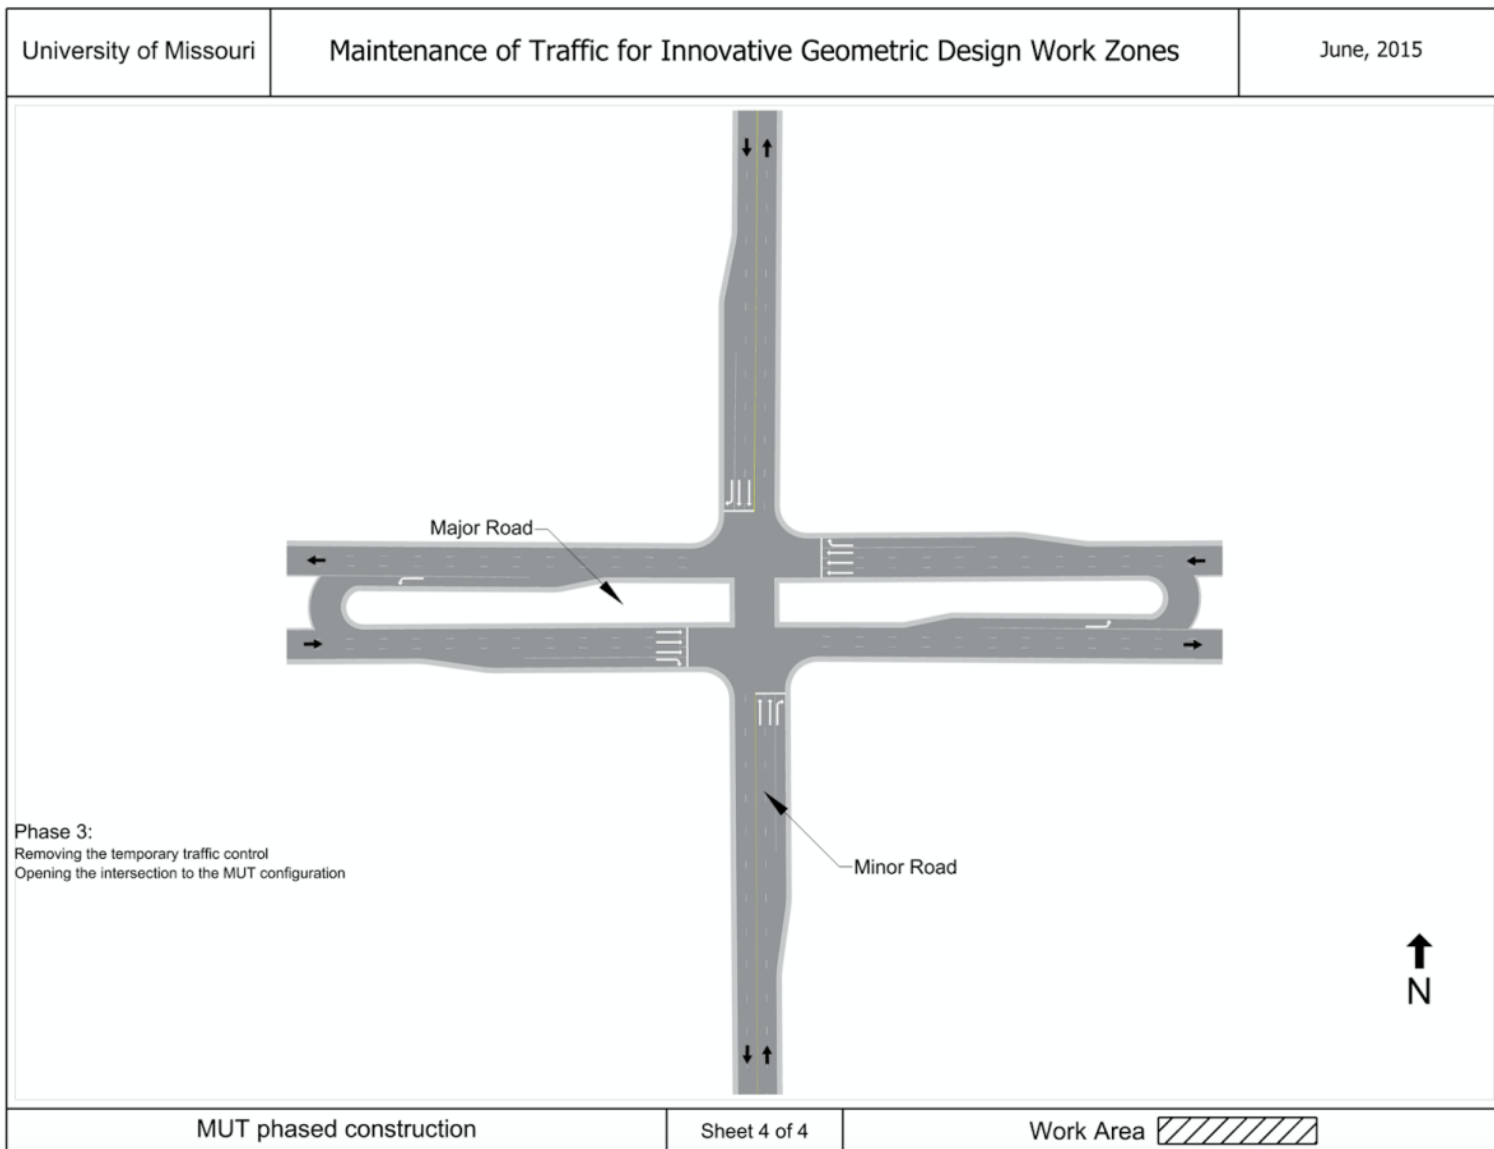 University of Missouri
Maintenance of Traffic for Innovative Geometric Design Work Zones
June, 2015
Major Road
Phase 3:
Removing the temporary traffic control
Opening the intersection to the MUT configuration
Minor Road
N
MUT phased construction
Sheet 4 of 4
Work Area